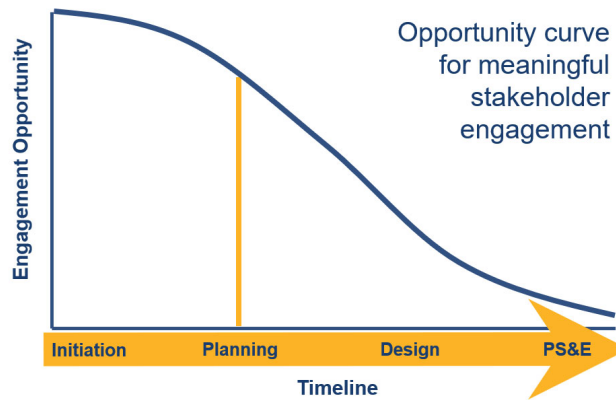 Opportunity curve
for meaningful
stakeholder
engagement
Engagement Opportunity
Initiation Planning Design PS&E
Timeline